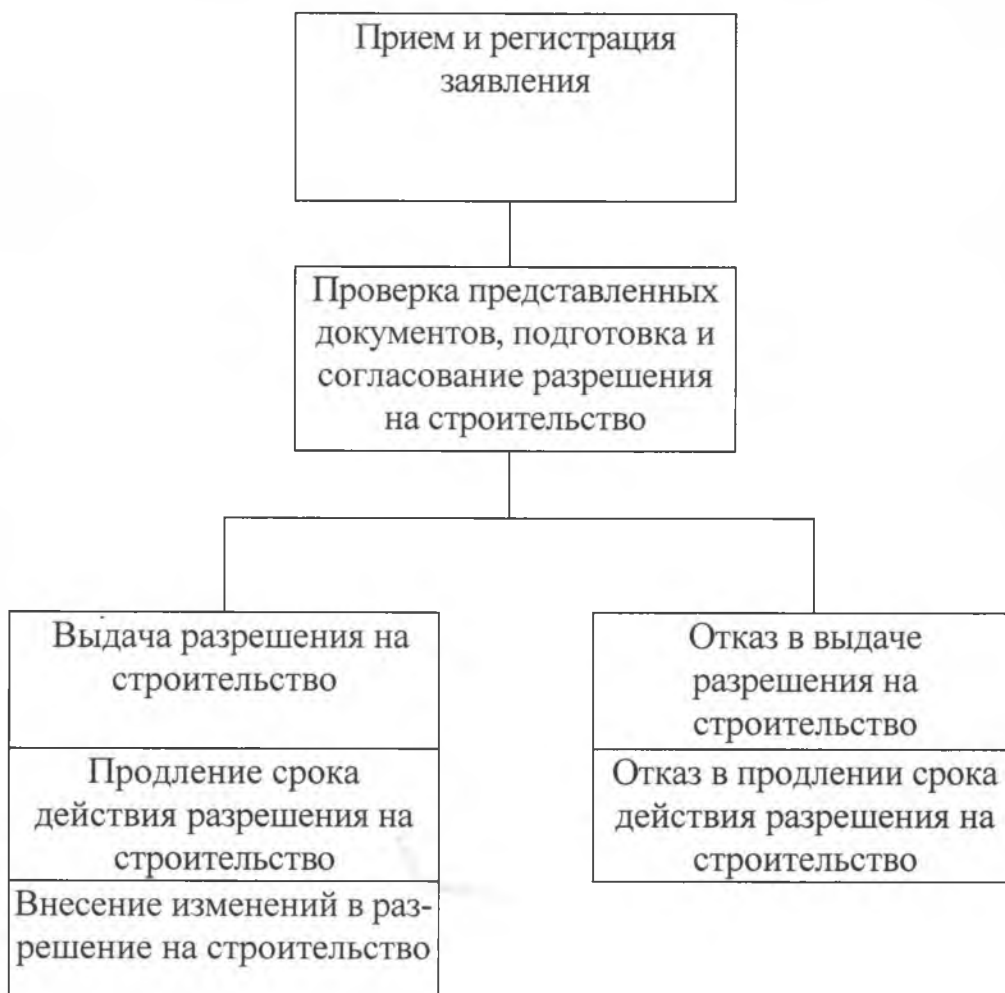 Прием и регистрация
заявления
Проверка представленных
документов, подготовка и
согласование разрешения
на строительство
Выдача разрешения на
строительство
Продление срока
действия разрешения на
строительство
Внесение изменений в раз-
решение на строительство
Отказ в выдаче
разрешения на
строительство
Отказ в продлении срока
действия разрешения на
строительство